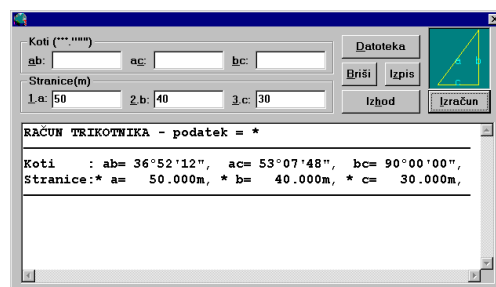 Koti (***.""""")
ab: ac: bc:
Stranice(m)
1.a: 50 2.b: 40 3.c: 30
Datoteka
Briši Izpis
Izhod Izračun
a b
c
RAČUN TRIKOTNIKA - podatek = *
Koti : ab= 36°52'12", ac= 53°07'48", bc= 90°00'00",
Stranice:* a= 50.000m, * b= 40.000m, * c= 30.000m,